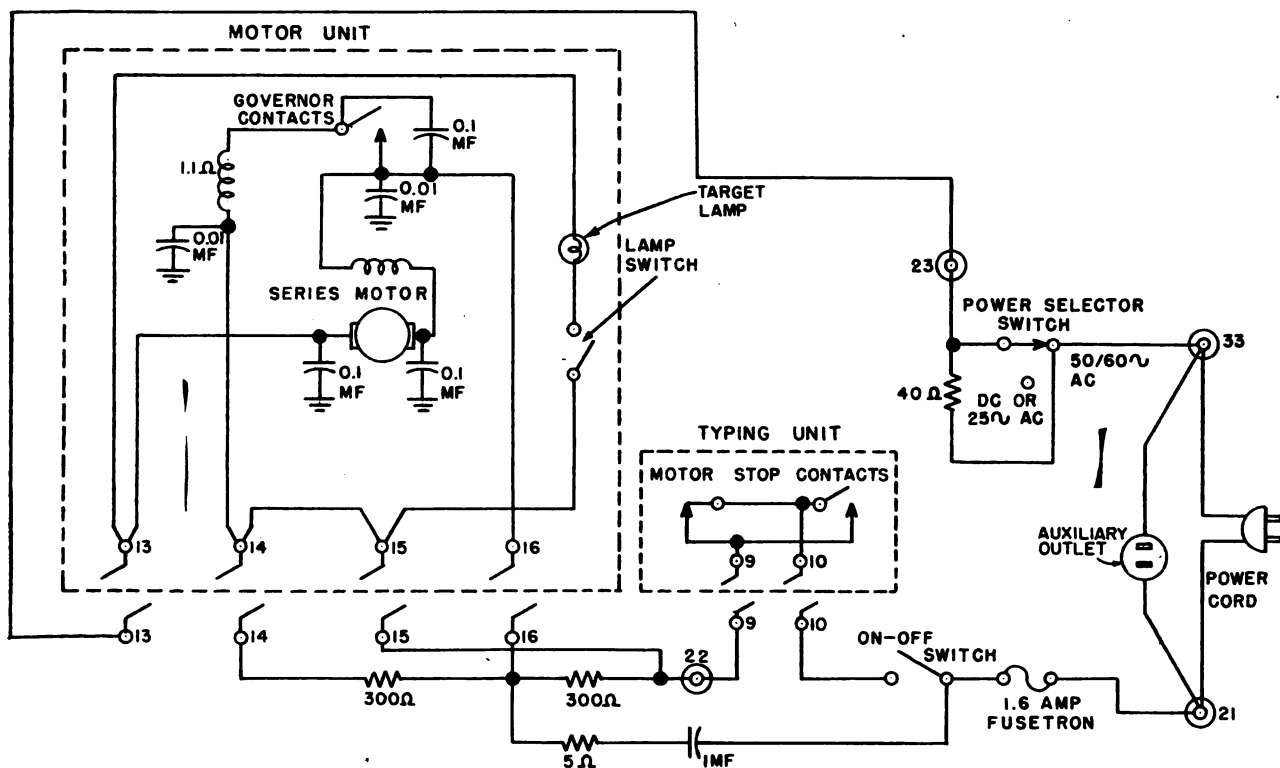 MOTOR UNIT
GOVERNOR
CONTACTS
0.1
MF
1.1Ω
0.01
MF
0.01
MF
TARGET
LAMP
LAMP
SWITCH
SERIES MOTOR
0.1
MF
0.1
MF
23
POWER SELECTOR
SWITCH
50/60~
AC
33
40Ω
DC OR
25~ AC
TYPING UNIT
MOTOR STOP CONTACTS
AUXILIARY
OUTLET
POWER
CORD
13
14
15
16
9
10
13
14
15
16
9
10
ON-OFF
SWITCH
22
300Ω
300Ω
1.6 AMP
FUSETRON
21
5Ω
1MF